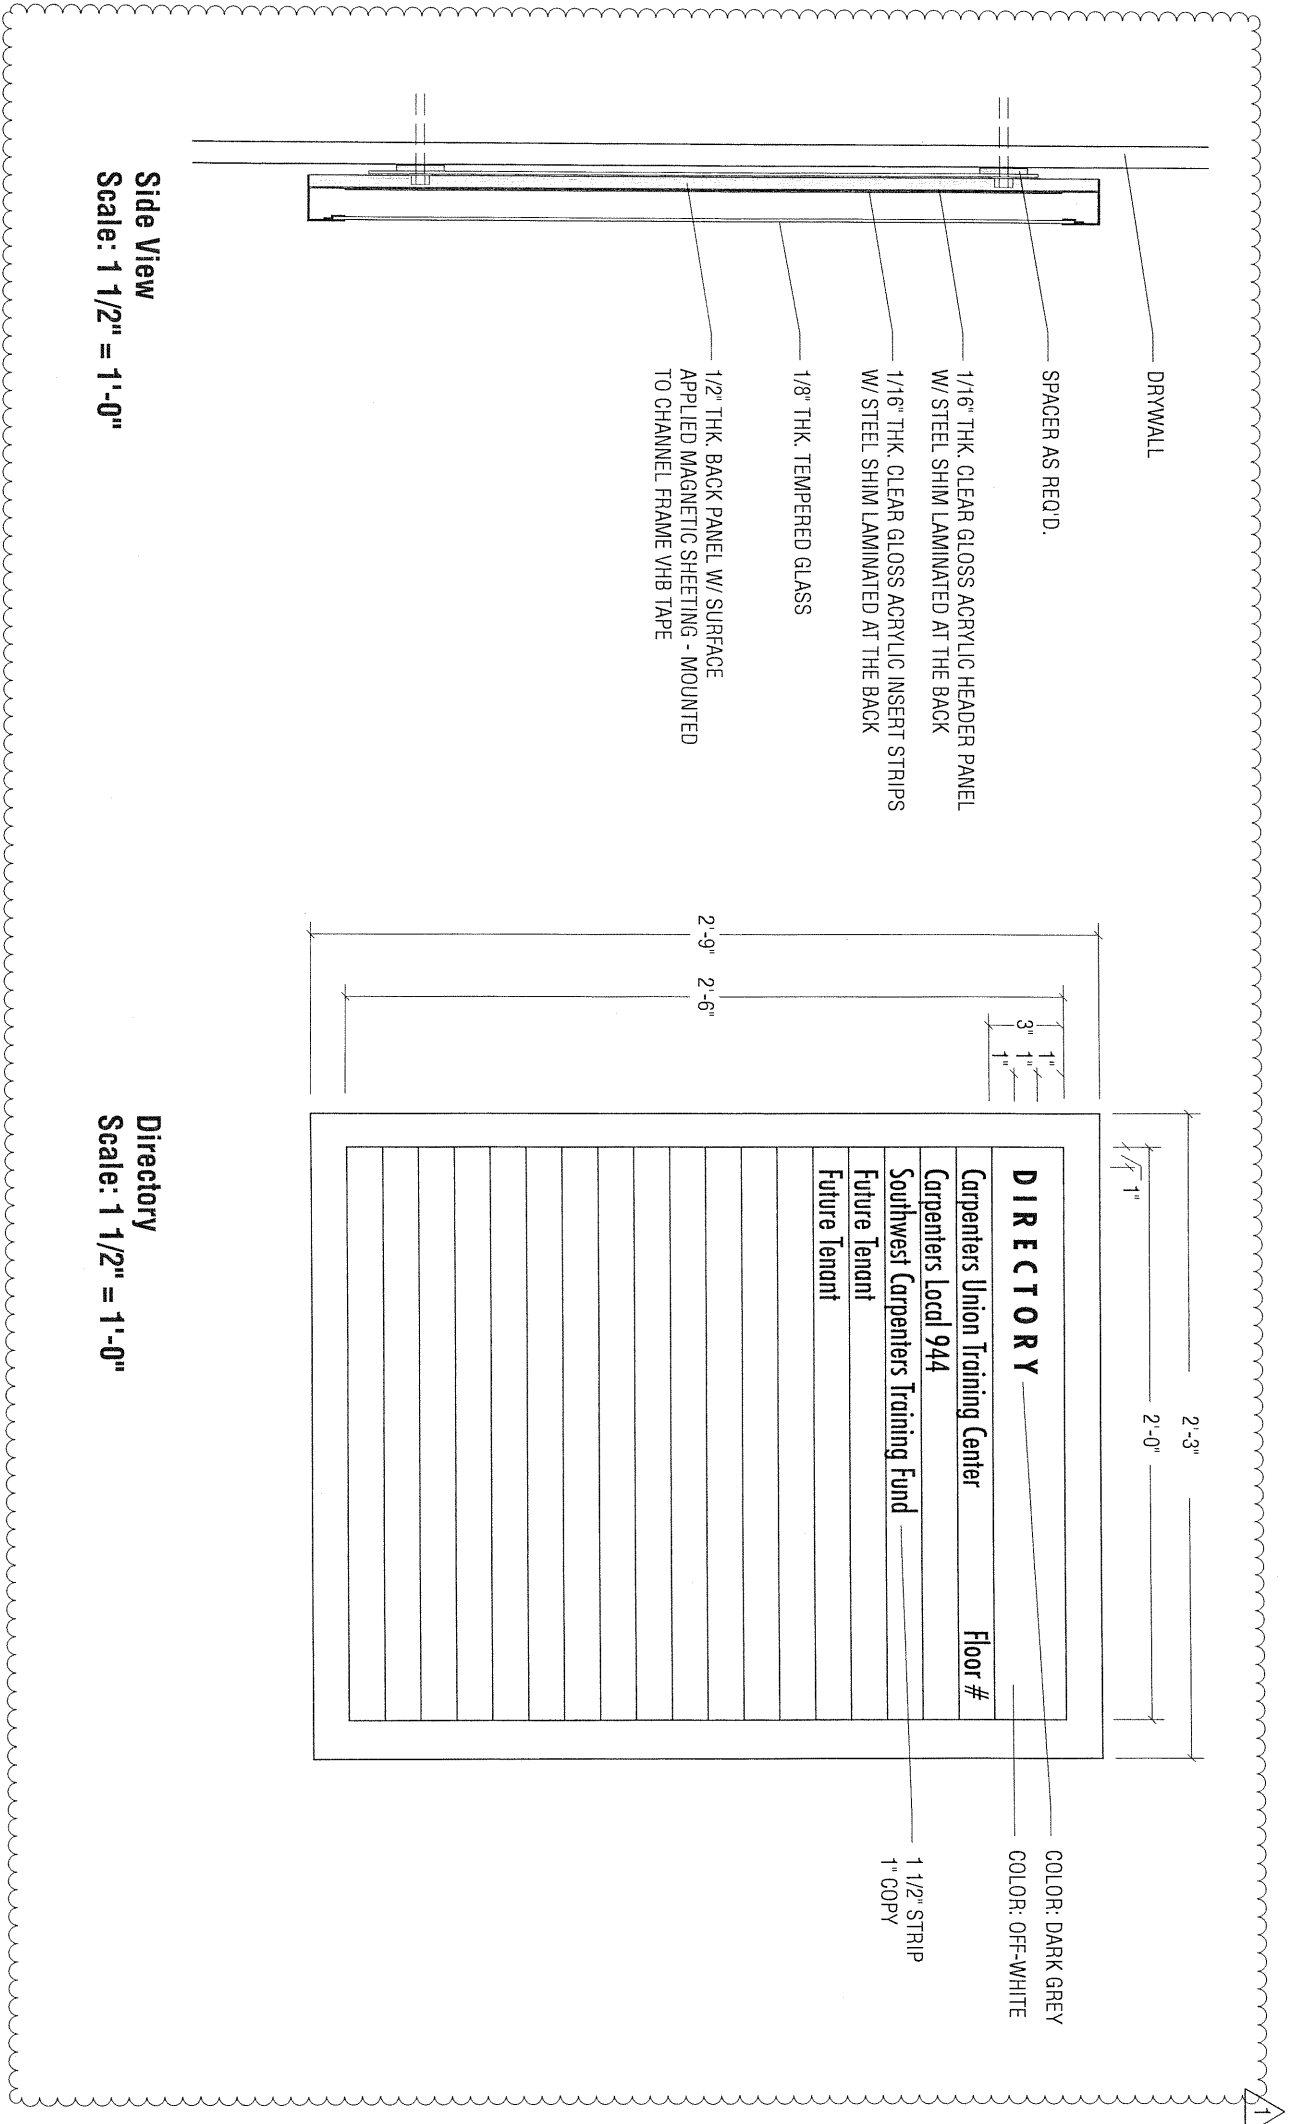 1
DRYWALL
SPACER AS REQ'D.
1/16" THK. CLEAR GLOSS ACRYLIC HEADER PANEL
W/ STEEL SHIM LAMINATED AT THE BACK
1/16" THK. CLEAR GLOSS ACRYLIC INSERT STRIPS
W/ STEEL SHIM LAMINATED AT THE BACK
1/8" THK. TEMPERED GLASS
1/2" THK. BACK PANEL W/ SURFACE
APPLIED MAGNETIC SHEETING - MOUNTED
TO CHANNEL FRAME VHB TAPE
Side View
Scale: 1 1/2" = 1'-0"
2'-3"
2'-0"
1"
1"
1"
1"
3"
2'-6"
2'-9"
DIRECTORY
Carpenters Union Training Center Floor #
Carpenters Local 944
Southwest Carpenters Training Fund
Future Tenant
Future Tenant
COLOR: DARK GREY
COLOR: OFF-WHITE
1 1/2" STRIP
1" COPY
Directory
Scale: 1 1/2" = 1'-0"